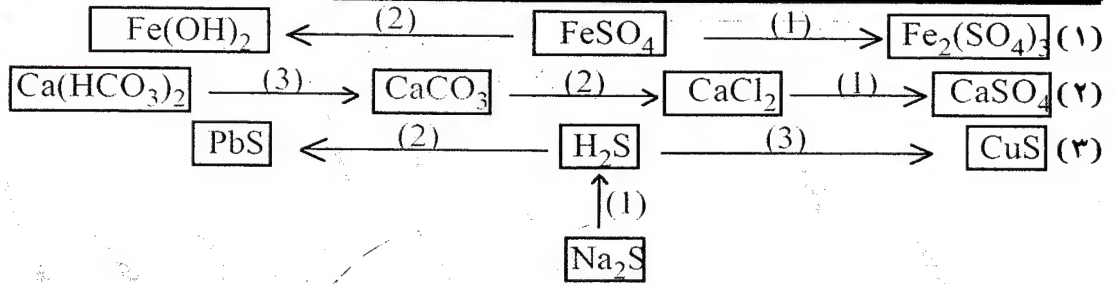 Fe(OH)₂ (2) FeSO₄ (1) Fe₂(SO₄)₃ (١)
Ca(HCO₃)₂ (3) CaCO₃ (2) CaCl₂ (1) CaSO₄ (٢)
PbS (2) H₂S (3) CuS (٣)
(1)
Na₂S